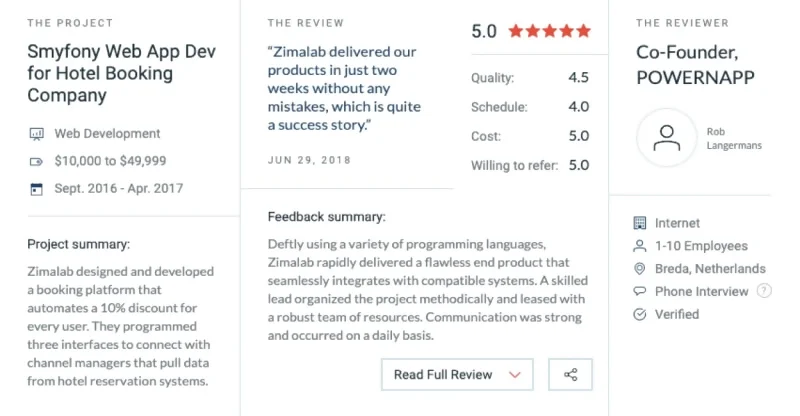 THE PROJECT
Smyfony Web App Dev
for Hotel Booking
Company
Web Development
$10,000 to $49,999
Sept. 2016 - Apr. 2017
Project summary:
Zimalab designed and developed
a booking platform that
automates a 10% discount for
every user. They programmed
three interfaces to connect with
channel managers that pull data
from hotel reservation systems.
THE REVIEW
“Zimalab delivered our
products in just two
weeks without any
mistakes, which is quite
a success story.”
JUN 29, 2018
5.0
Quality: 4.5
Schedule: 4.0
Cost: 5.0
Willing to refer: 5.0
Feedback summary:
Deftly using a variety of programming languages,
Zimalab rapidly delivered a flawless end product that
seamlessly integrates with compatible systems. A skilled
lead organized the project methodically and leased with
a robust team of resources. Communication was strong
and occurred on a daily basis.
Read Full Review
THE REVIEWER
Co-Founder,
POWERNAPP
Rob
Langermans
Internet
1-10 Employees
Breda, Netherlands
Phone Interview ?
Verified